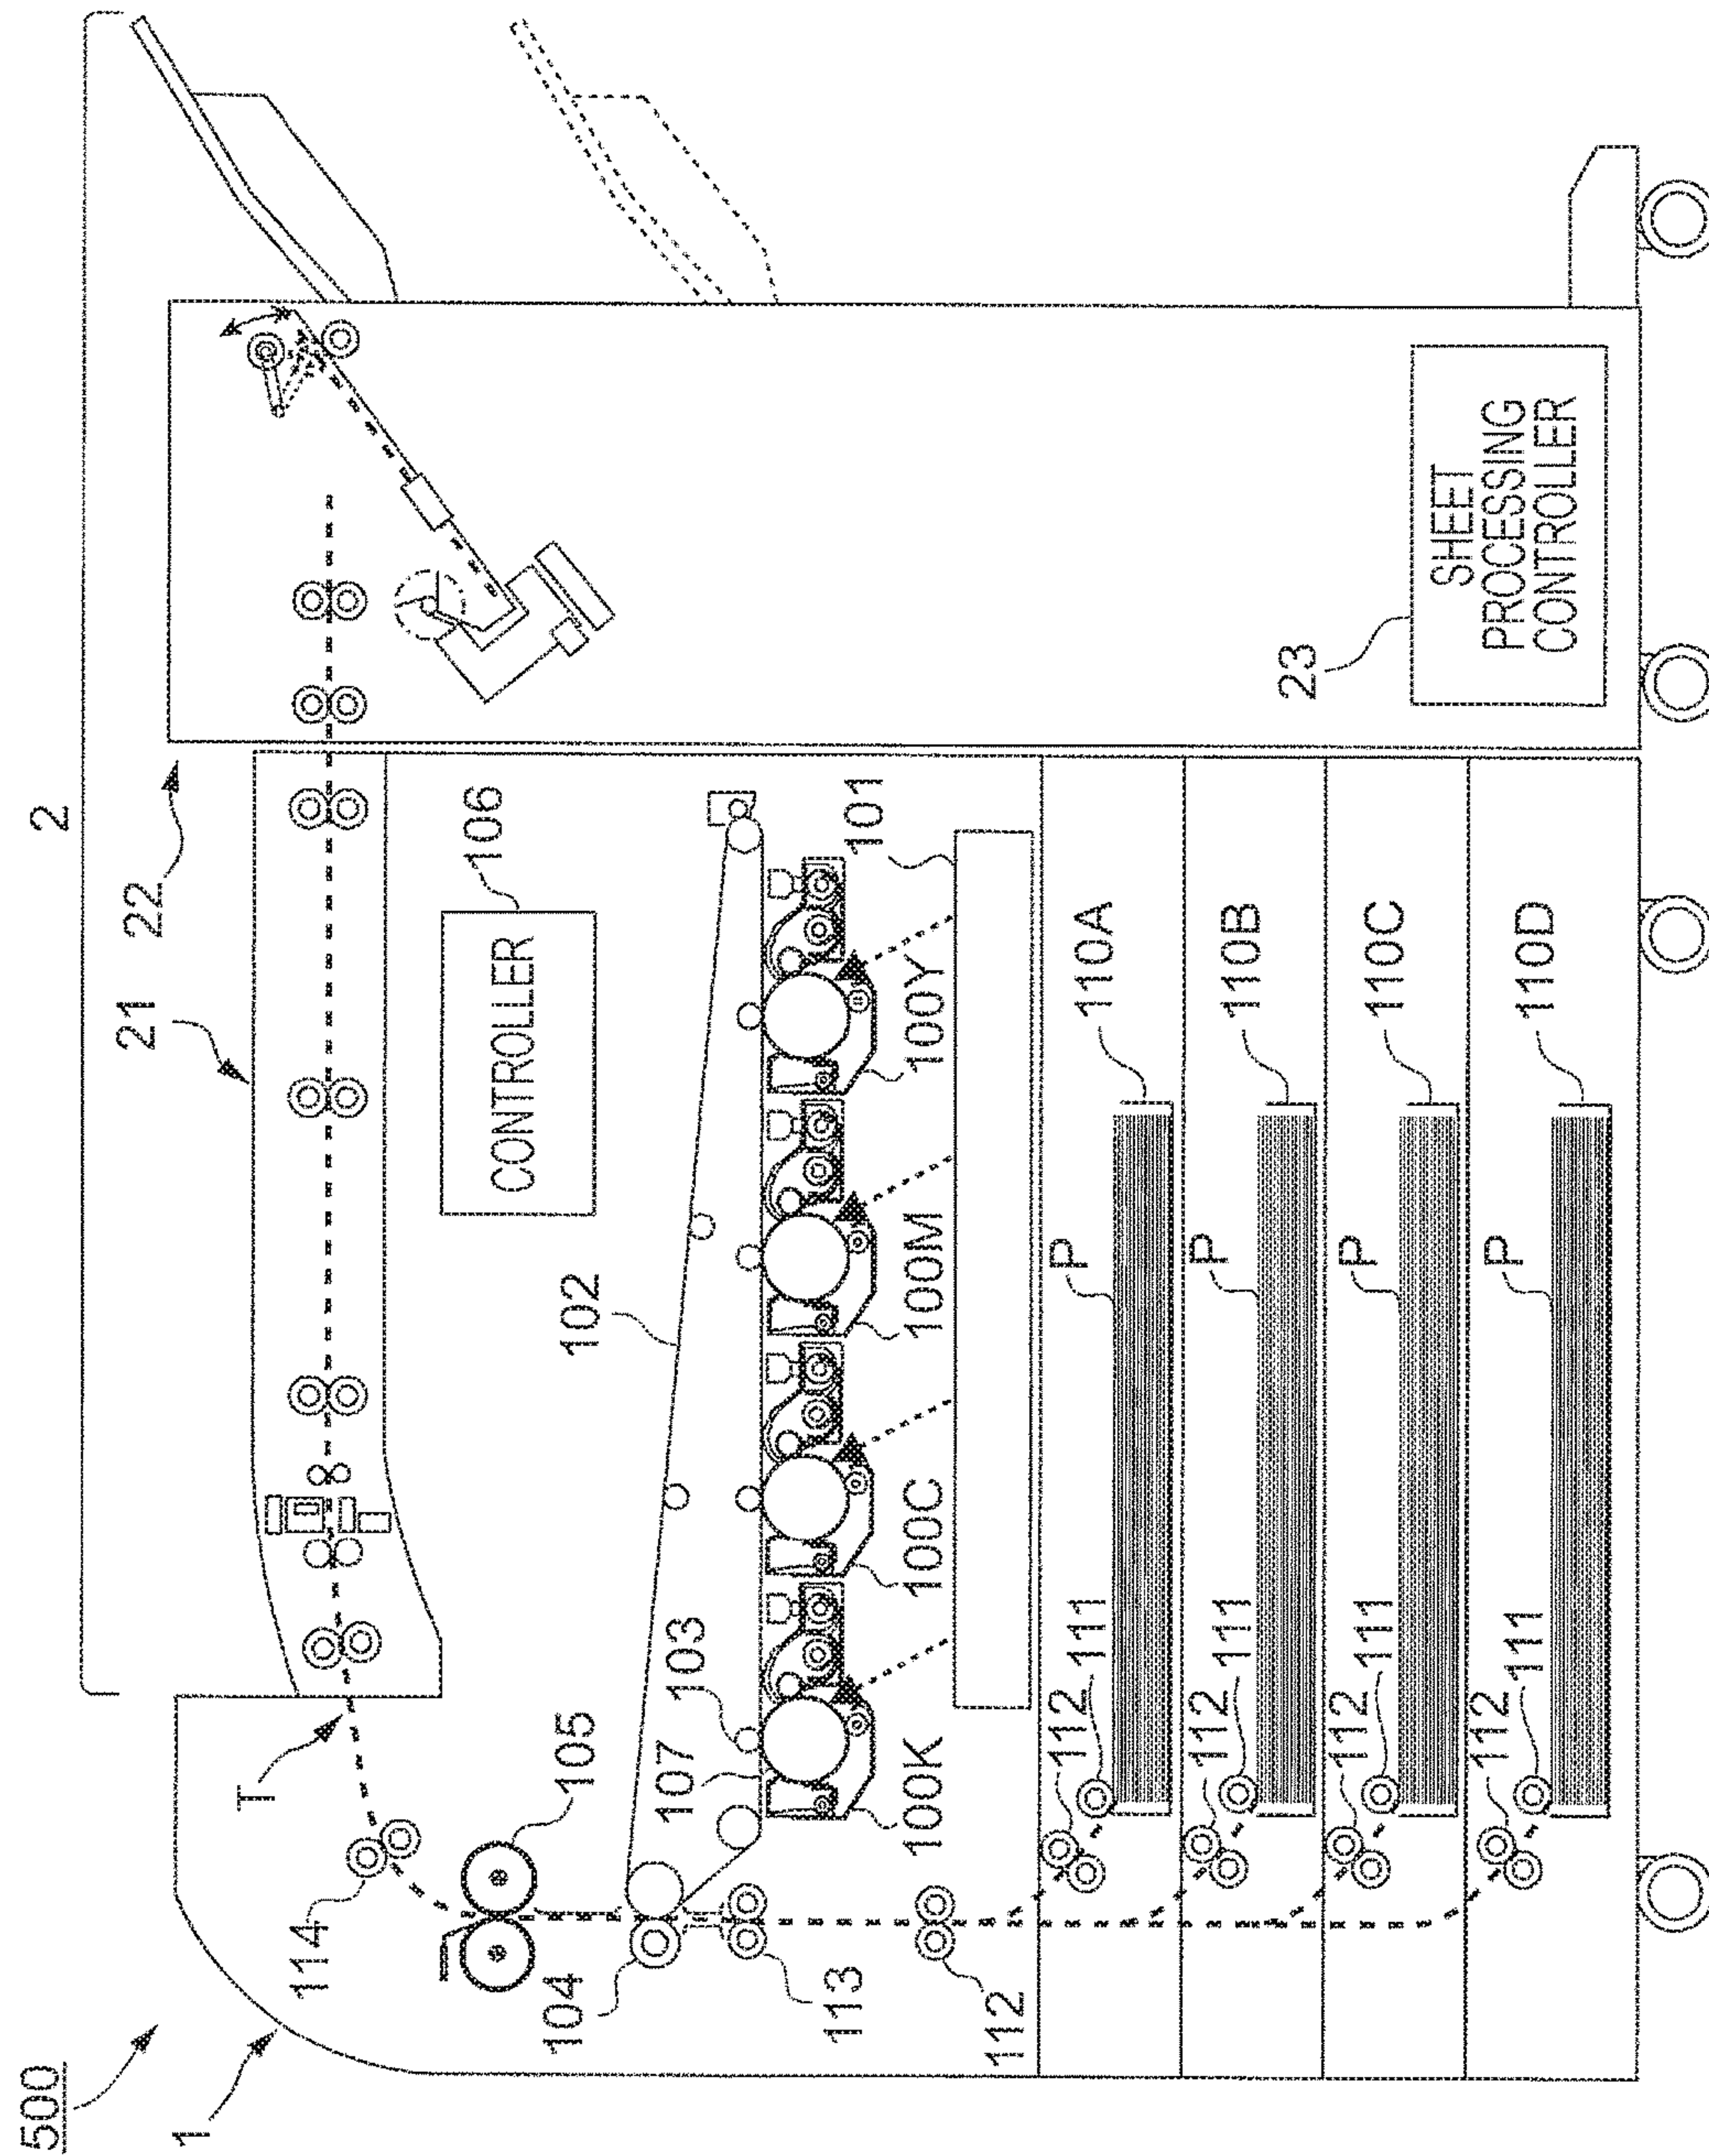 500
1
2
22
21
T
114
105
CONTROLLER
106
102
104
113
112
107
103
100K
100C
100M
100Y
101
23
SHEET
PROCESSING
CONTROLLER
112
111
P
110A
112
111
P
110B
112
111
P
110C
112
111
P
110D